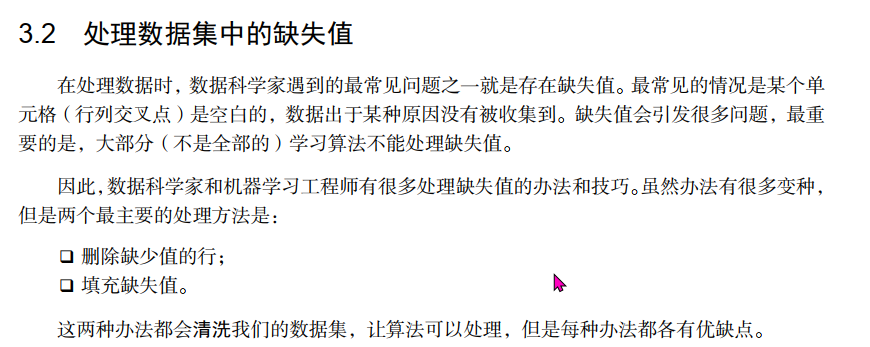 3.2 处理数据集中的缺失值
在处理数据时，数据科学家遇到的最常见问题之一就是存在缺失值。最常见的情况是某个单
元格（行列交叉点）是空白的，数据出于某种原因没有被收集到。缺失值会引发很多问题，最重
要的是，大部分（不是全部的）学习算法不能处理缺失值。
因此，数据科学家和机器学习工程师有很多处理缺失值的办法和技巧。虽然办法有很多变种，
但是两个最主要的处理方法是：
❑ 删除缺少值的行；
❑ 填充缺失值。
这两种办法都会清洗我们的数据集，让算法可以处理，但是每种办法都各有优缺点。